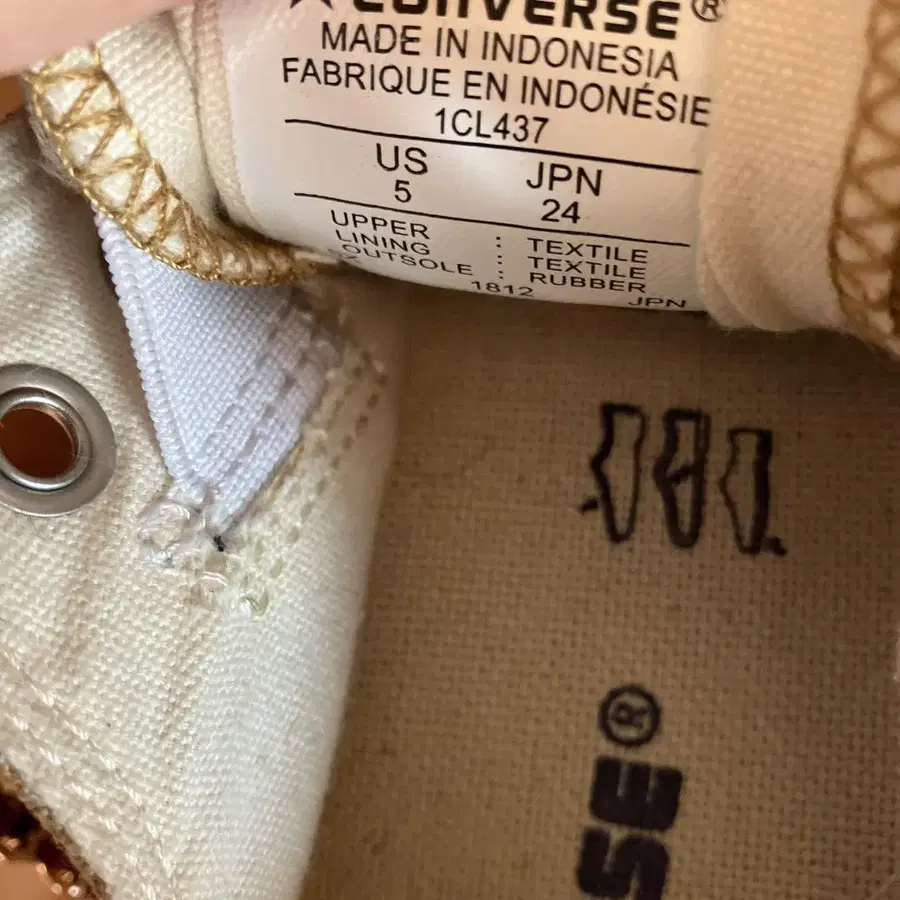 CONVERSE®
MADE IN INDONESIA
FABRIQUE EN INDONÉSIE
1CL437
US JPN
5 24
UPPER : TEXTILE
LINING : TEXTILE
OUTSOLE : RUBBER
1812 JPN
SE®